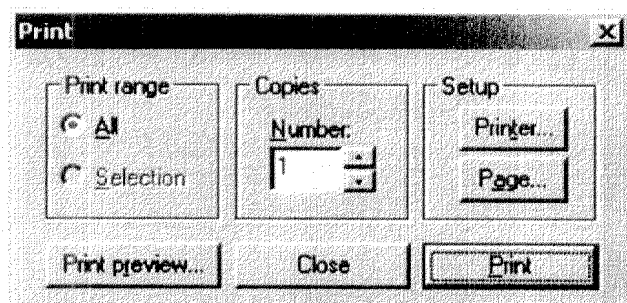 Print
Print range
All
Selection
Copies
Number:
1
Setup
Printer...
Page...
Print preview...
Close
Print